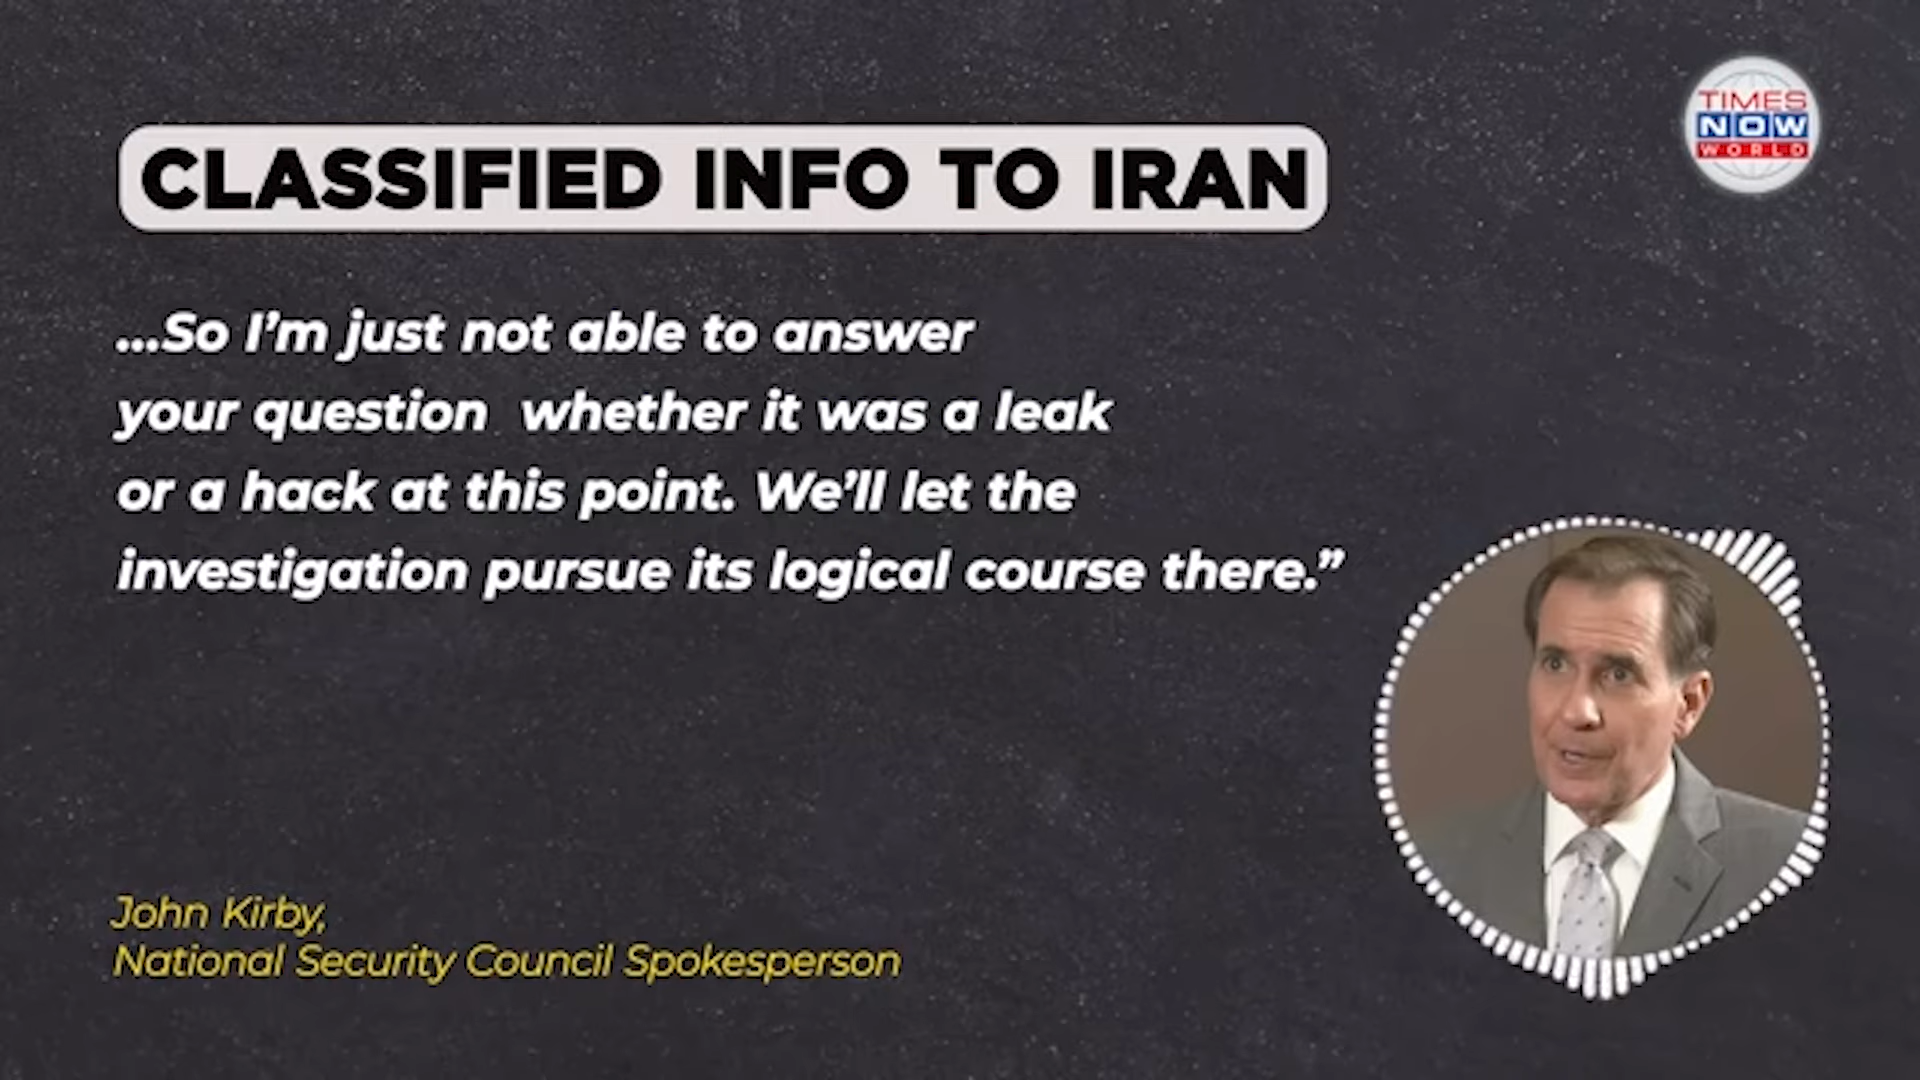 TIMES
NOW
WORLD
CLASSIFIED INFO TO IRAN
...So I'm just not able to answer
your question whether it was a leak
or a hack at this point. We'll let the
investigation pursue its logical course there.”
John Kirby,
National Security Council Spokesperson